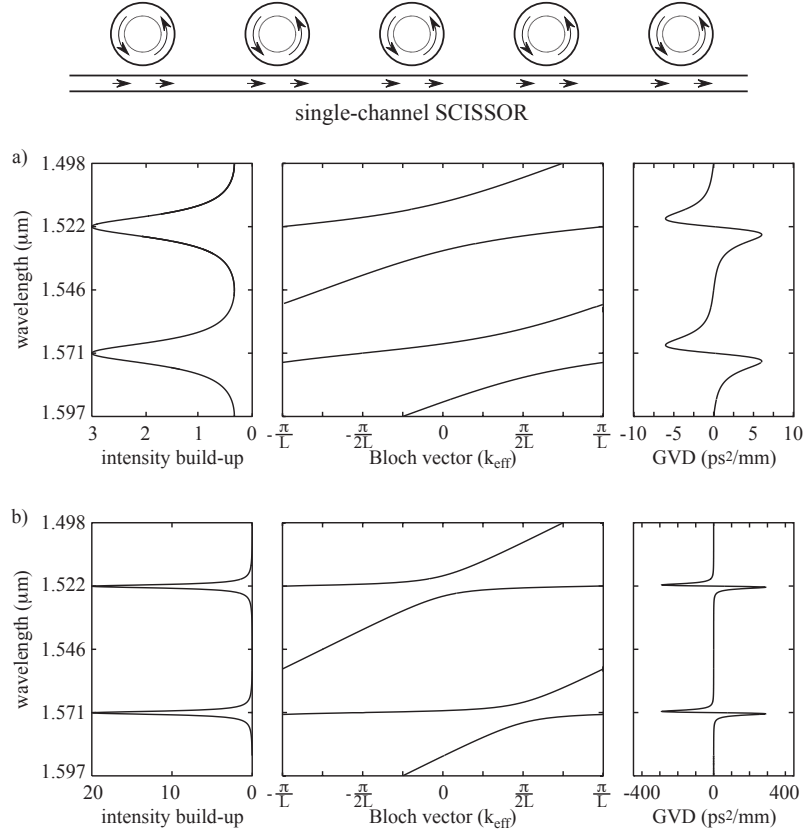 single-channel SCISSOR
a)
wavelength (μm)
1.498
1.522
1.546
1.571
1.597
3 2 1 0
intensity build-up
-π/L -π/2L 0 π/2L π/L
Bloch vector (k_eff)
-10 -5 0 5 10
GVD (ps²/mm)
b)
wavelength (μm)
1.498
1.522
1.546
1.571
1.597
20 10 0
intensity build-up
-π/L -π/2L 0 π/2L π/L
Bloch vector (k_eff)
-400 0 400
GVD (ps²/mm)